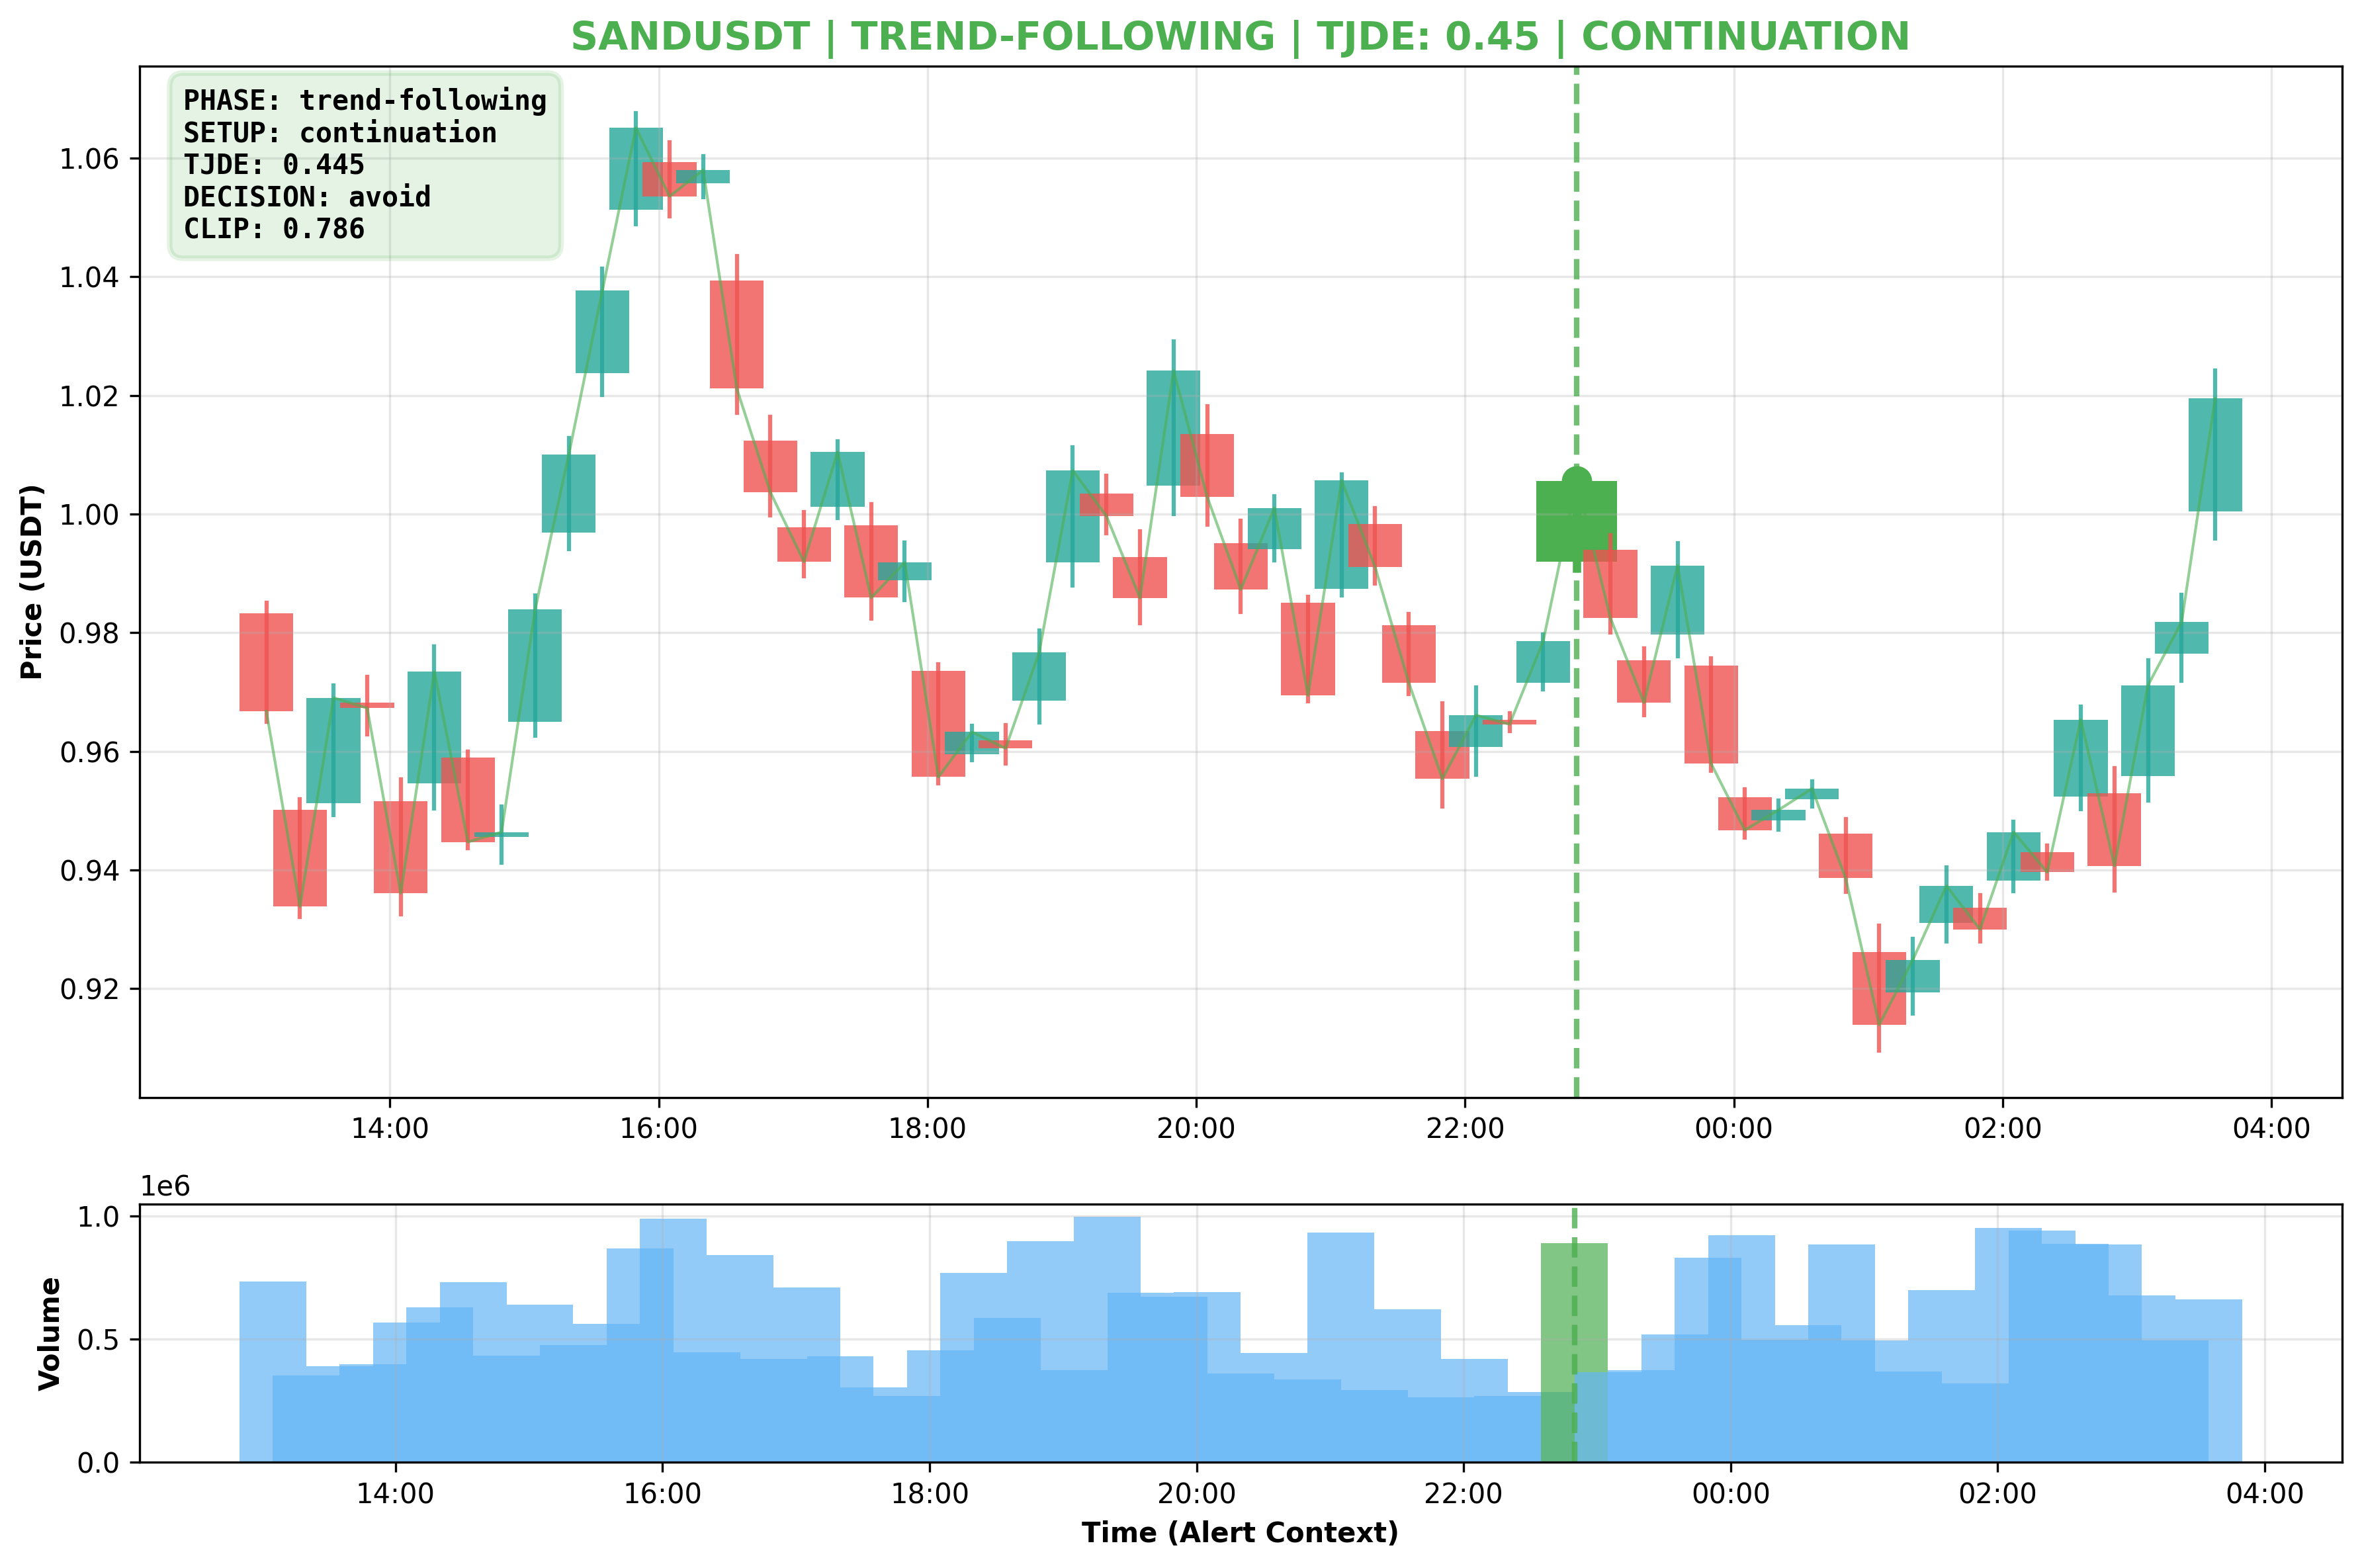 SANDUSDT | TREND-FOLLOWING | TJDE: 0.45 | CONTINUATION
PHASE: trend-following
SETUP: continuation
TJDE: 0.445
DECISION: avoid
CLIP: 0.786
Price (USDT)
1.06
1.04
1.02
1.00
0.98
0.96
0.94
0.92
14:00 16:00 18:00 20:00 22:00 00:00 02:00 04:00
1e6
Volume
1.0
0.5
0.0
14:00 16:00 18:00 20:00 22:00 00:00 02:00 04:00
Time (Alert Context)